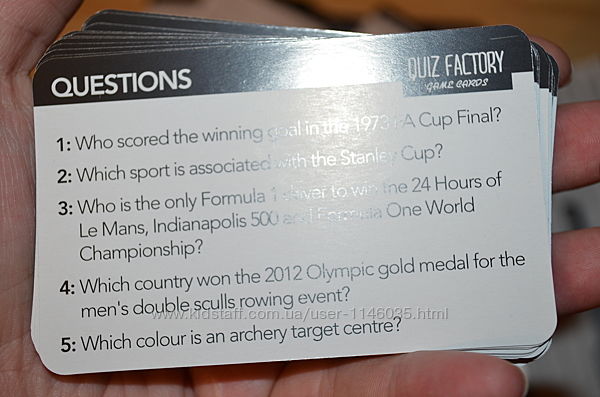 QUESTIONS
QUIZ FACTORY
GAME CARDS
1: Who scored the winning goal in the 1973 FA Cup Final?
2: Which sport is associated with the Stanley Cup?
3: Who is the only Formula 1 driver to win the 24 Hours of
Le Mans, Indianapolis 500 and Formula One World
Championship?
4: Which country won the 2012 Olympic gold medal for the
men's double sculls rowing event?
www.kidstaff.com.ua/user-1146035.html
5: Which colour is an archery target centre?